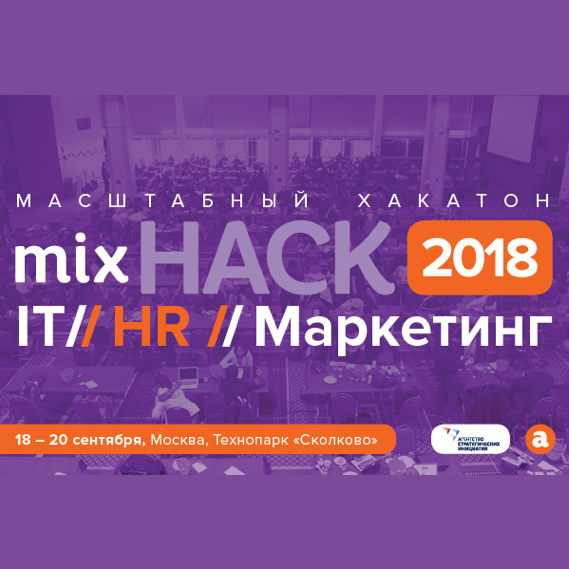 МАСШТАБНЫЙ ХАКАТОН
mixHACK 2018
IT// HR // Маркетинг
18 – 20 сентября, Москва, Технопарк «Сколково»
АГЕНТСТВО
СТРАТЕГИЧЕСКИХ
ИНИЦИАТИВ
a